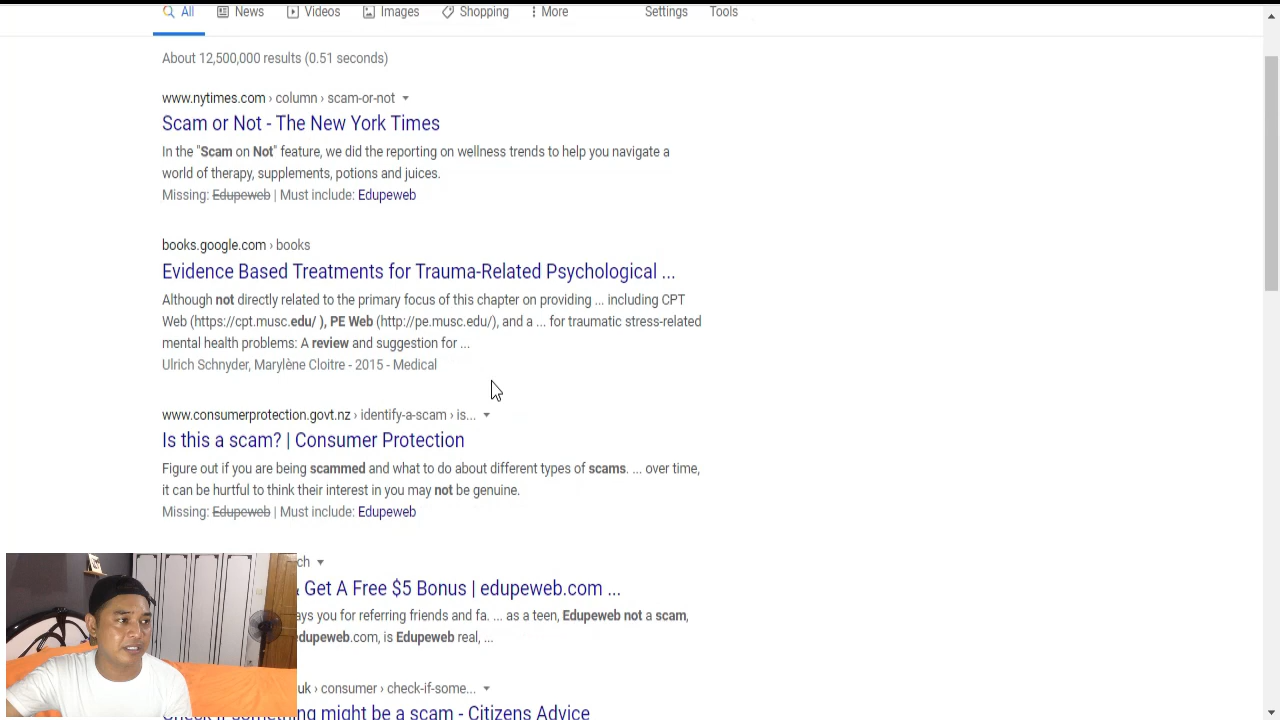 All News Videos Images Shopping More Settings Tools
About 12,500,000 results (0.51 seconds)
www.nytimes.com › column › scam-or-not
Scam or Not - The New York Times
In the "Scam on Not" feature, we did the reporting on wellness trends to help you navigate a
world of therapy, supplements, potions and juices.
Missing: Edupeweb | Must include: Edupeweb
books.google.com › books
Evidence Based Treatments for Trauma-Related Psychological ...
Although not directly related to the primary focus of this chapter on providing ... including CPT
Web (https://cpt.musc.edu/ ), PE Web (http://pe.musc.edu/), and a ... for traumatic stress-related
mental health problems: A review and suggestion for ...
Ulrich Schnyder, Marylène Cloitre - 2015 - Medical
www.consumerprotection.govt.nz › identify-a-scam › is...
Is this a scam? | Consumer Protection
Figure out if you are being scammed and what to do about different types of scams. ... over time,
it can be hurtful to think their interest in you may not be genuine.
Missing: Edupeweb | Must include: Edupeweb
ch
& Get A Free $5 Bonus | edupeweb.com ...
ays you for referring friends and fa. ... as a teen, Edupeweb not a scam,
edupeweb.com, is Edupeweb real, ...
uk › consumer › check-if-some...
Check if something might be a scam - Citizens Advice